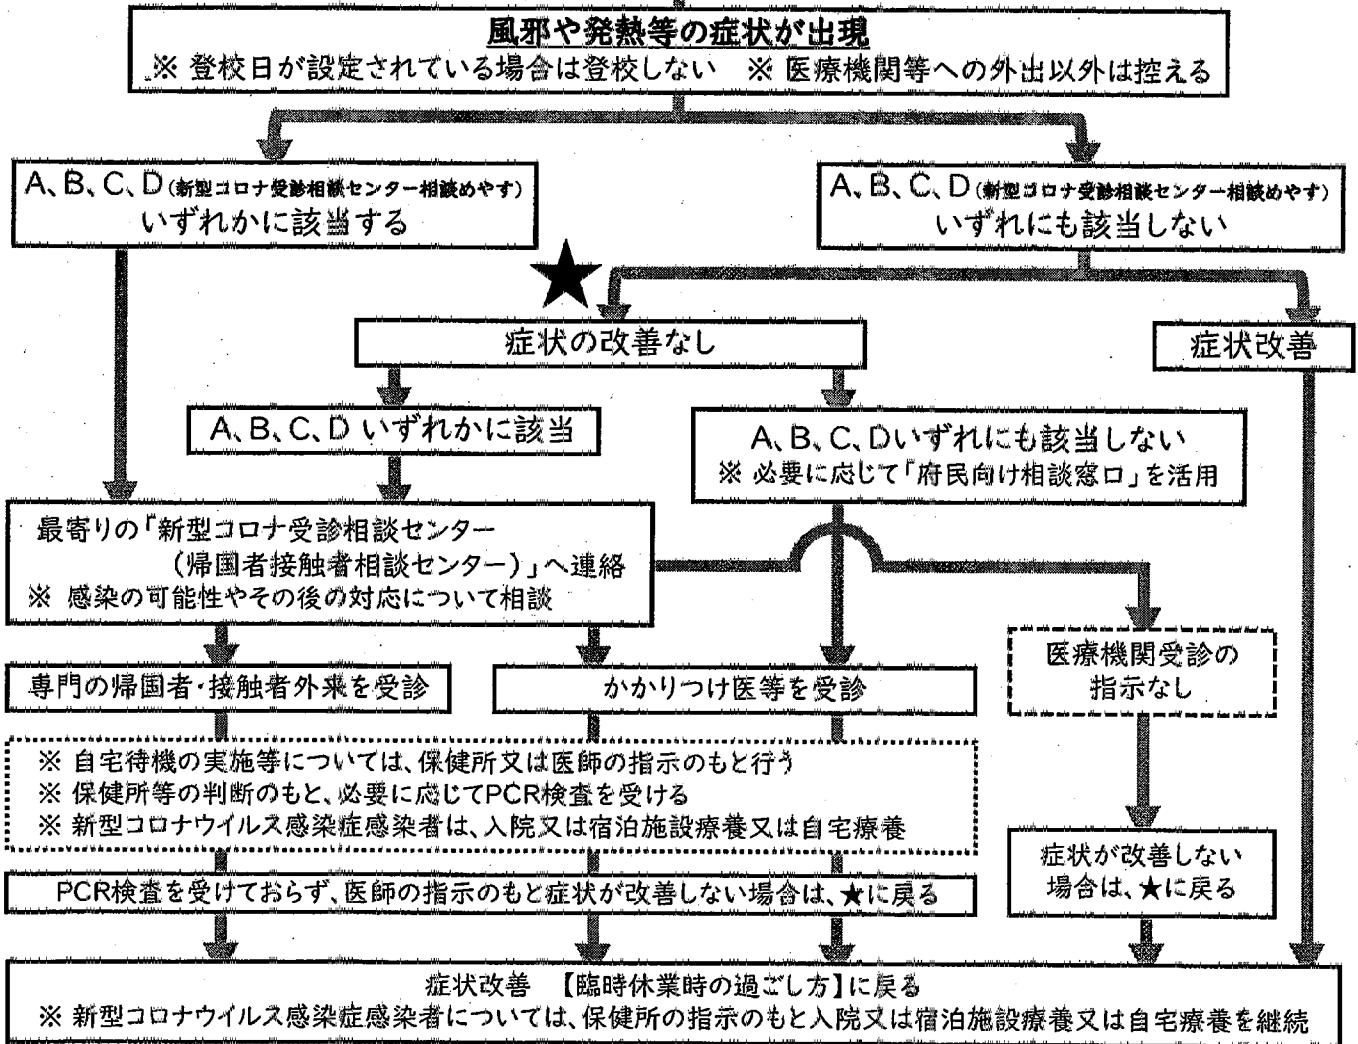 風邪や発熱等の症状が出現
※ 登校日が設定されている場合は登校しない ※ 医療機関等への外出以外は控える
A、B、C、D(新型コロナ受診相談センター相談めやす)
いずれかに該当する
A、B、C、D(新型コロナ受診相談センター相談めやす)
いずれにも該当しない
★
症状の改善なし
症状改善
A、B、C、D いずれかに該当
A、B、C、Dいずれにも該当しない
※ 必要に応じて「府民向け相談窓口」を活用
最寄りの「新型コロナ受診相談センター
(帰国者接触者相談センター)」へ連絡
※ 感染の可能性やその後の対応について相談
医療機関受診の
指示なし
専門の帰国者・接触者外来を受診
かかりつけ医等を受診
※ 自宅待機の実施等については、保健所又は医師の指示のもと行う
※ 保健所等の判断のもと、必要に応じてPCR検査を受ける
※ 新型コロナウイルス感染症感染者は、入院又は宿泊施設療養又は自宅療養
症状が改善しない
場合は、★に戻る
PCR検査を受けておらず、医師の指示のもと症状が改善しない場合は、★に戻る
症状改善 【臨時休業時の過ごし方】に戻る
※ 新型コロナウイルス感染症感染者については、保健所の指示のもと入院又は宿泊施設療養又は自宅療養を継続